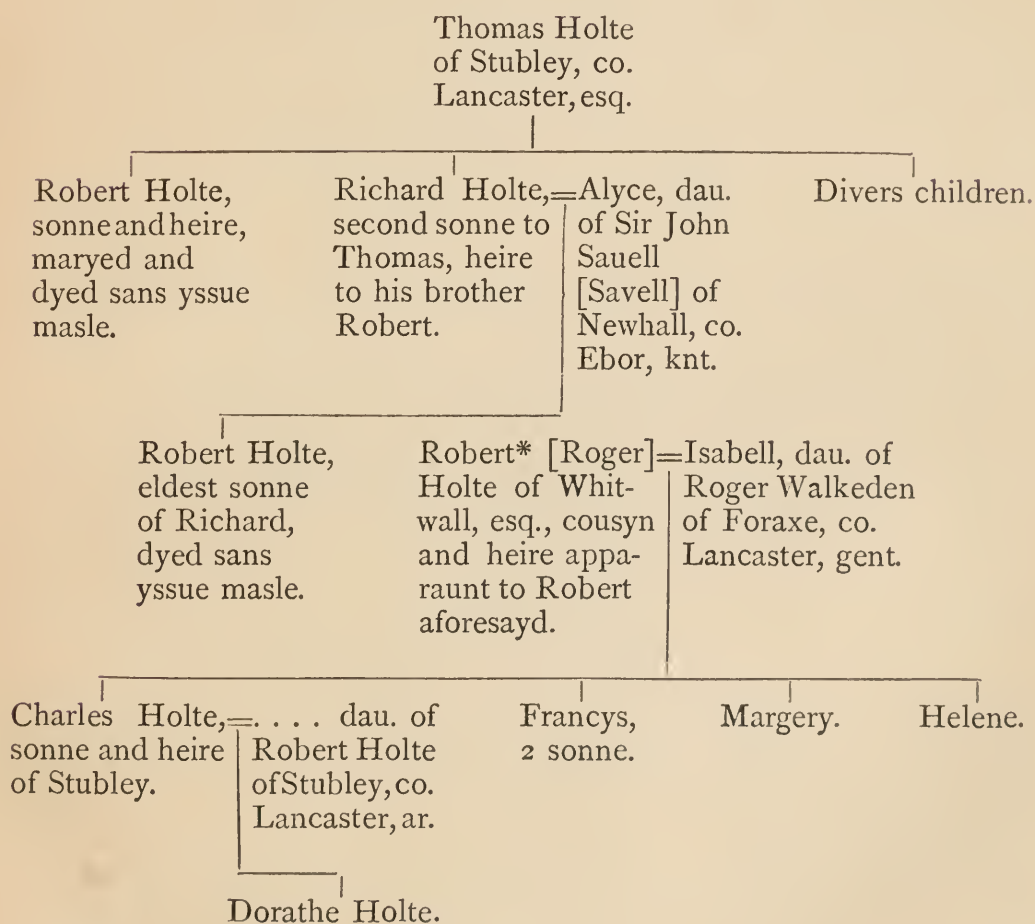 Thomas Holte
of Stubley, co.
Lancaster, esq.
Robert Holte,
sonne and heire,
maryed and
dyed sans yssue
masle.
Richard Holte,=
second sonne to
Thomas, heire
to his brother
Robert.
Alyce, dau.
of Sir John
Sauell
[Savell] of
Newhall, co.
Ebor, knt.
Divers children.
Robert Holte,
eldest sonne
of Richard,
dyed sans
yssue masle.
Robert* [Roger]=
Holte of Whit-
wall, esq., cousyn
and heire appa-
raunt to Robert
aforesayd.
Isabell, dau. of
Roger Walkeden
of Foraxe, co.
Lancaster, gent.
Charles Holte,=
sonne and heire
of Stubley.
. . . . dau. of
Robert Holte
of Stubley, co.
Lancaster, ar.
Francys,
2 sonne.
Margery.
Helene.
Dorathe Holte.